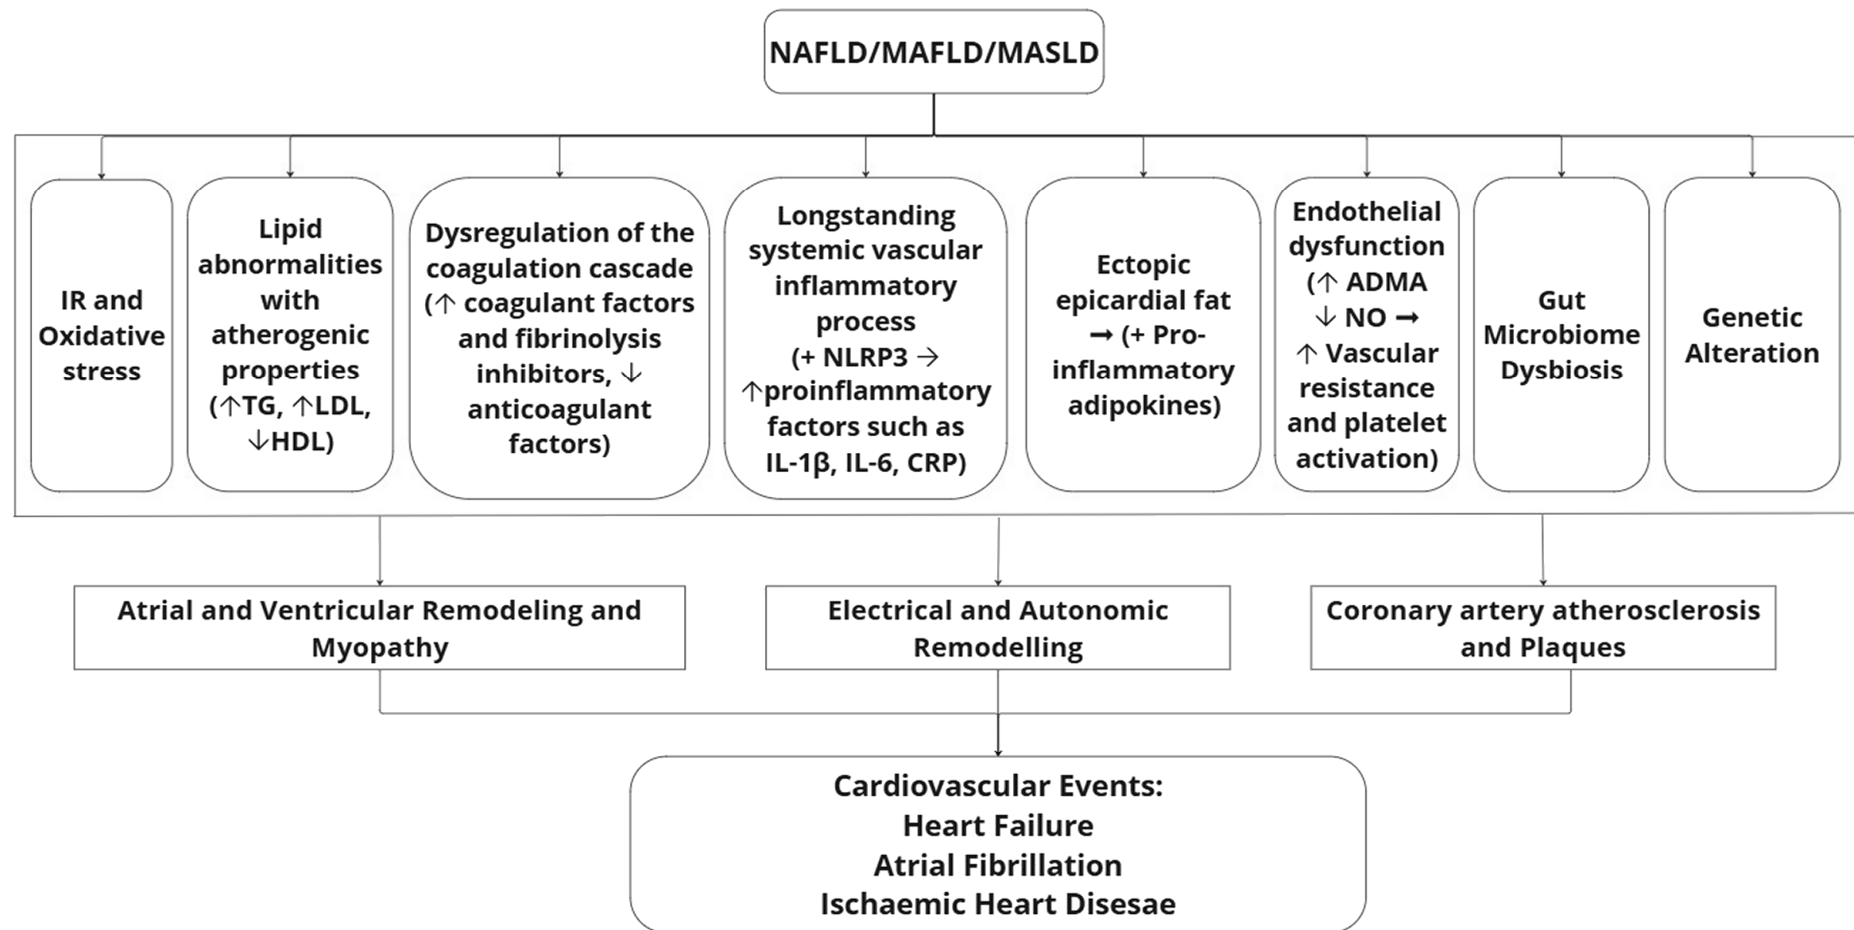 NAFLD/MAFLD/MASLD
IR and
Oxidative
stress
Lipid
abnormalities
with
atherogenic
properties
(↑TG, ↑LDL,
↓HDL)
Dysregulation of the
coagulation cascade
(↑ coagulant factors
and fibrinolysis
inhibitors, ↓
anticoagulant
factors)
Longstanding
systemic vascular
inflammatory
process
(+ NLRP3 →
↑proinflammatory
factors such as
IL-1β, IL-6, CRP)
Ectopic
epicardial fat
→ (+ Pro-
inflammatory
adipokines)
Endothelial
dysfunction
(↑ ADMA
↓ NO →
↑ Vascular
resistance
and platelet
activation)
Gut
Microbiome
Dysbiosis
Genetic
Alteration
Atrial and Ventricular Remodeling and
Myopathy
Electrical and Autonomic
Remodelling
Coronary artery atherosclerosis
and Plaques
Cardiovascular Events:
Heart Failure
Atrial Fibrillation
Ischaemic Heart Disesae